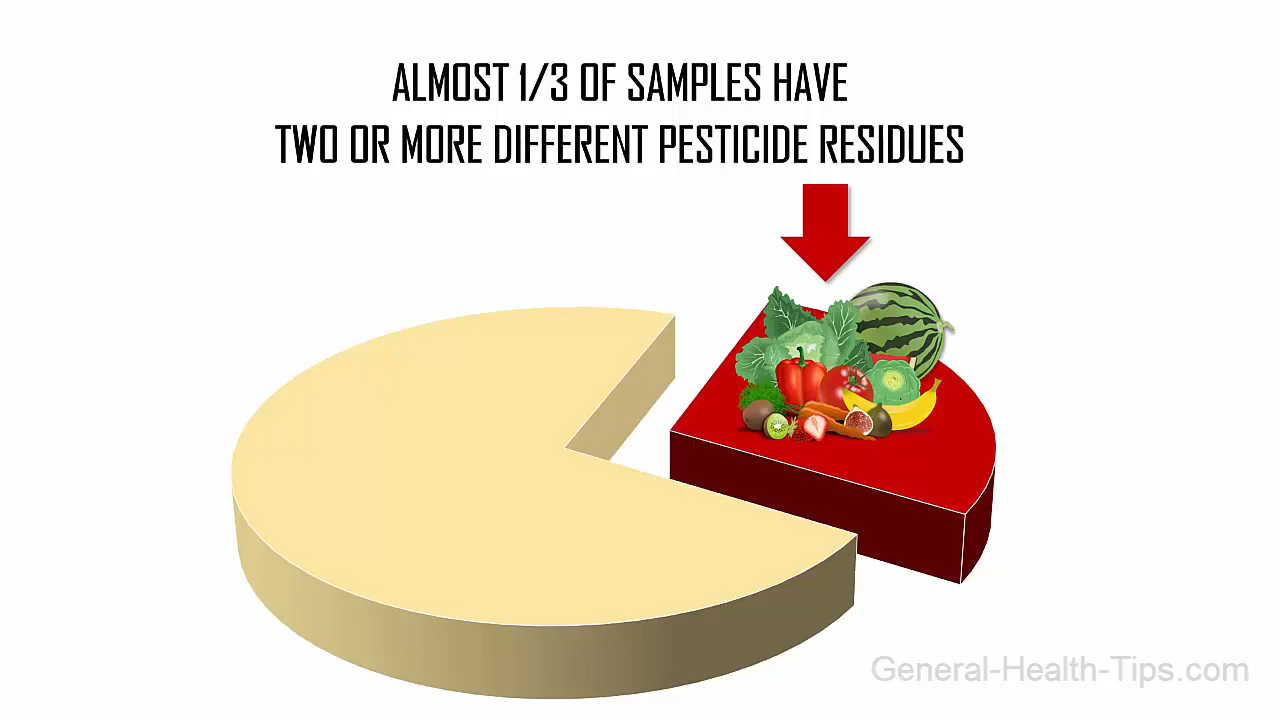 ALMOST 1/3 OF SAMPLES HAVE
TWO OR MORE DIFFERENT PESTICIDE RESIDUES
General-Health-Tips.com